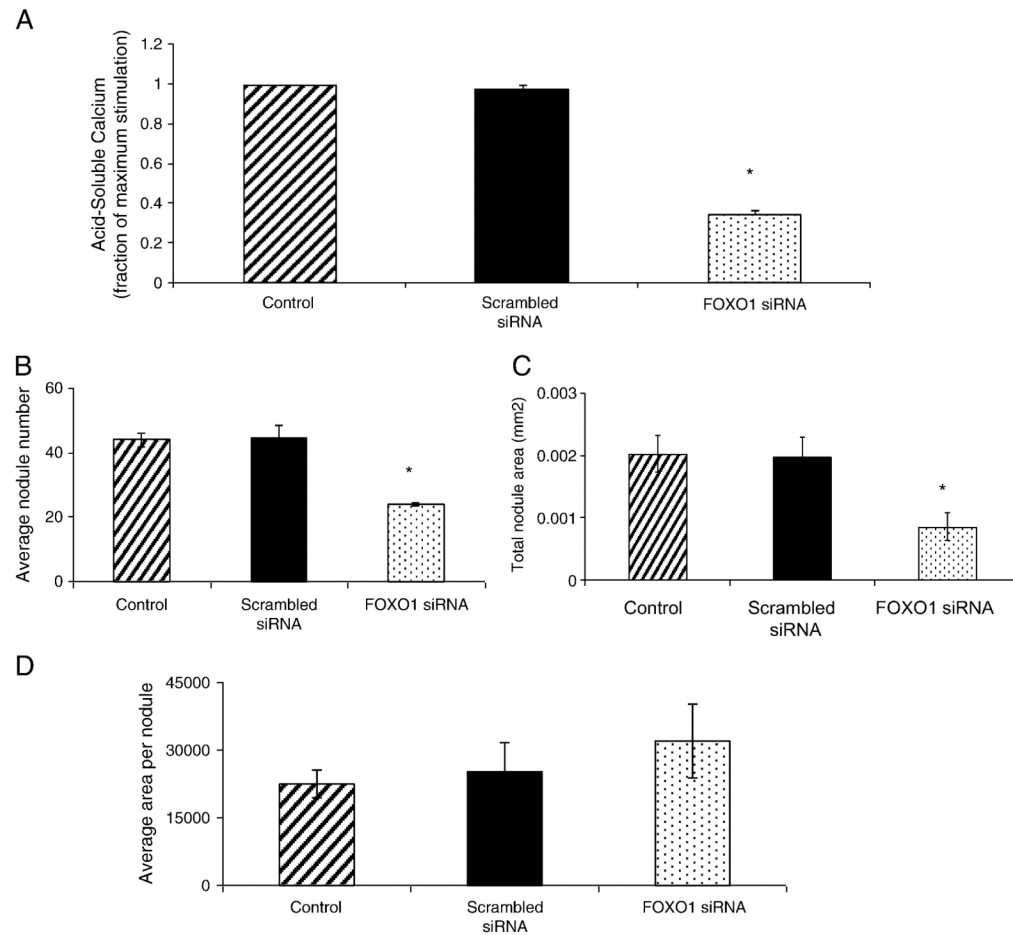 A
Acid-Soluble Calcium
(fraction of maximum stimulation)
1.2
1
0.8
0.6
0.4
0.2
0
*
Control
Scrambled
siRNA
FOXO1 siRNA
B
Average nodule number
60
40
20
0
*
Control
Scrambled
siRNA
FOXO1 siRNA
C
Total nodule area (mm2)
0.003
0.002
0.001
0
*
Control
Scrambled
siRNA
FOXO1 siRNA
D
Average area per nodule
45000
30000
15000
0
Control
Scrambled
siRNA
FOXO1 siRNA